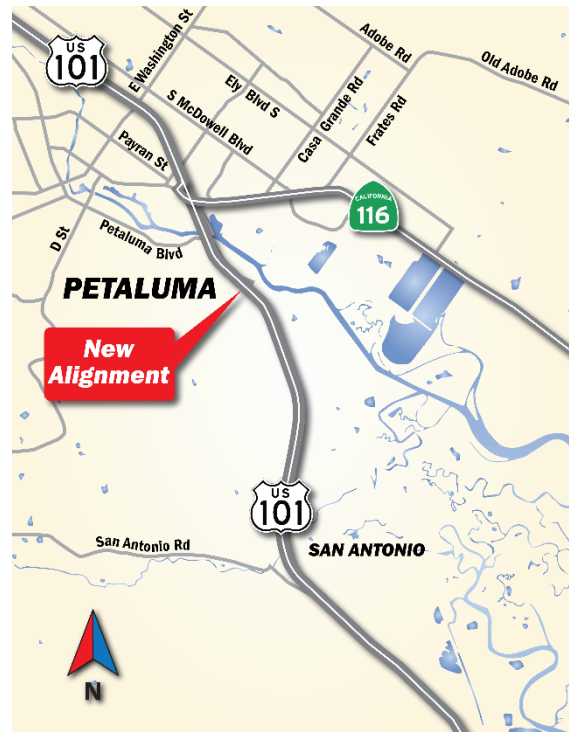 US
101
E Washington St
Adobe Rd
Old Adobe Rd
Ely Blvd S
S McDowell Blvd
Casa Grande Rd
Frates Rd
Payran St
CALIFORNIA
116
D St
Petaluma Blvd
PETALUMA
New
Alignment
US
101
San Antonio Rd
SAN ANTONIO
N